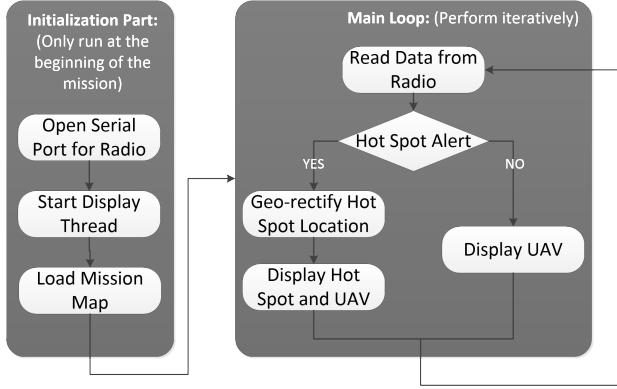 Initialization Part:
(Only run at the
beginning of the
mission)
Open Serial
Port for Radio
Start Display
Thread
Load Mission
Map
Main Loop: (Perform iteratively)
Read Data from
Radio
Hot Spot Alert
YES
NO
Geo-rectify Hot
Spot Location
Display UAV
Display Hot
Spot and UAV